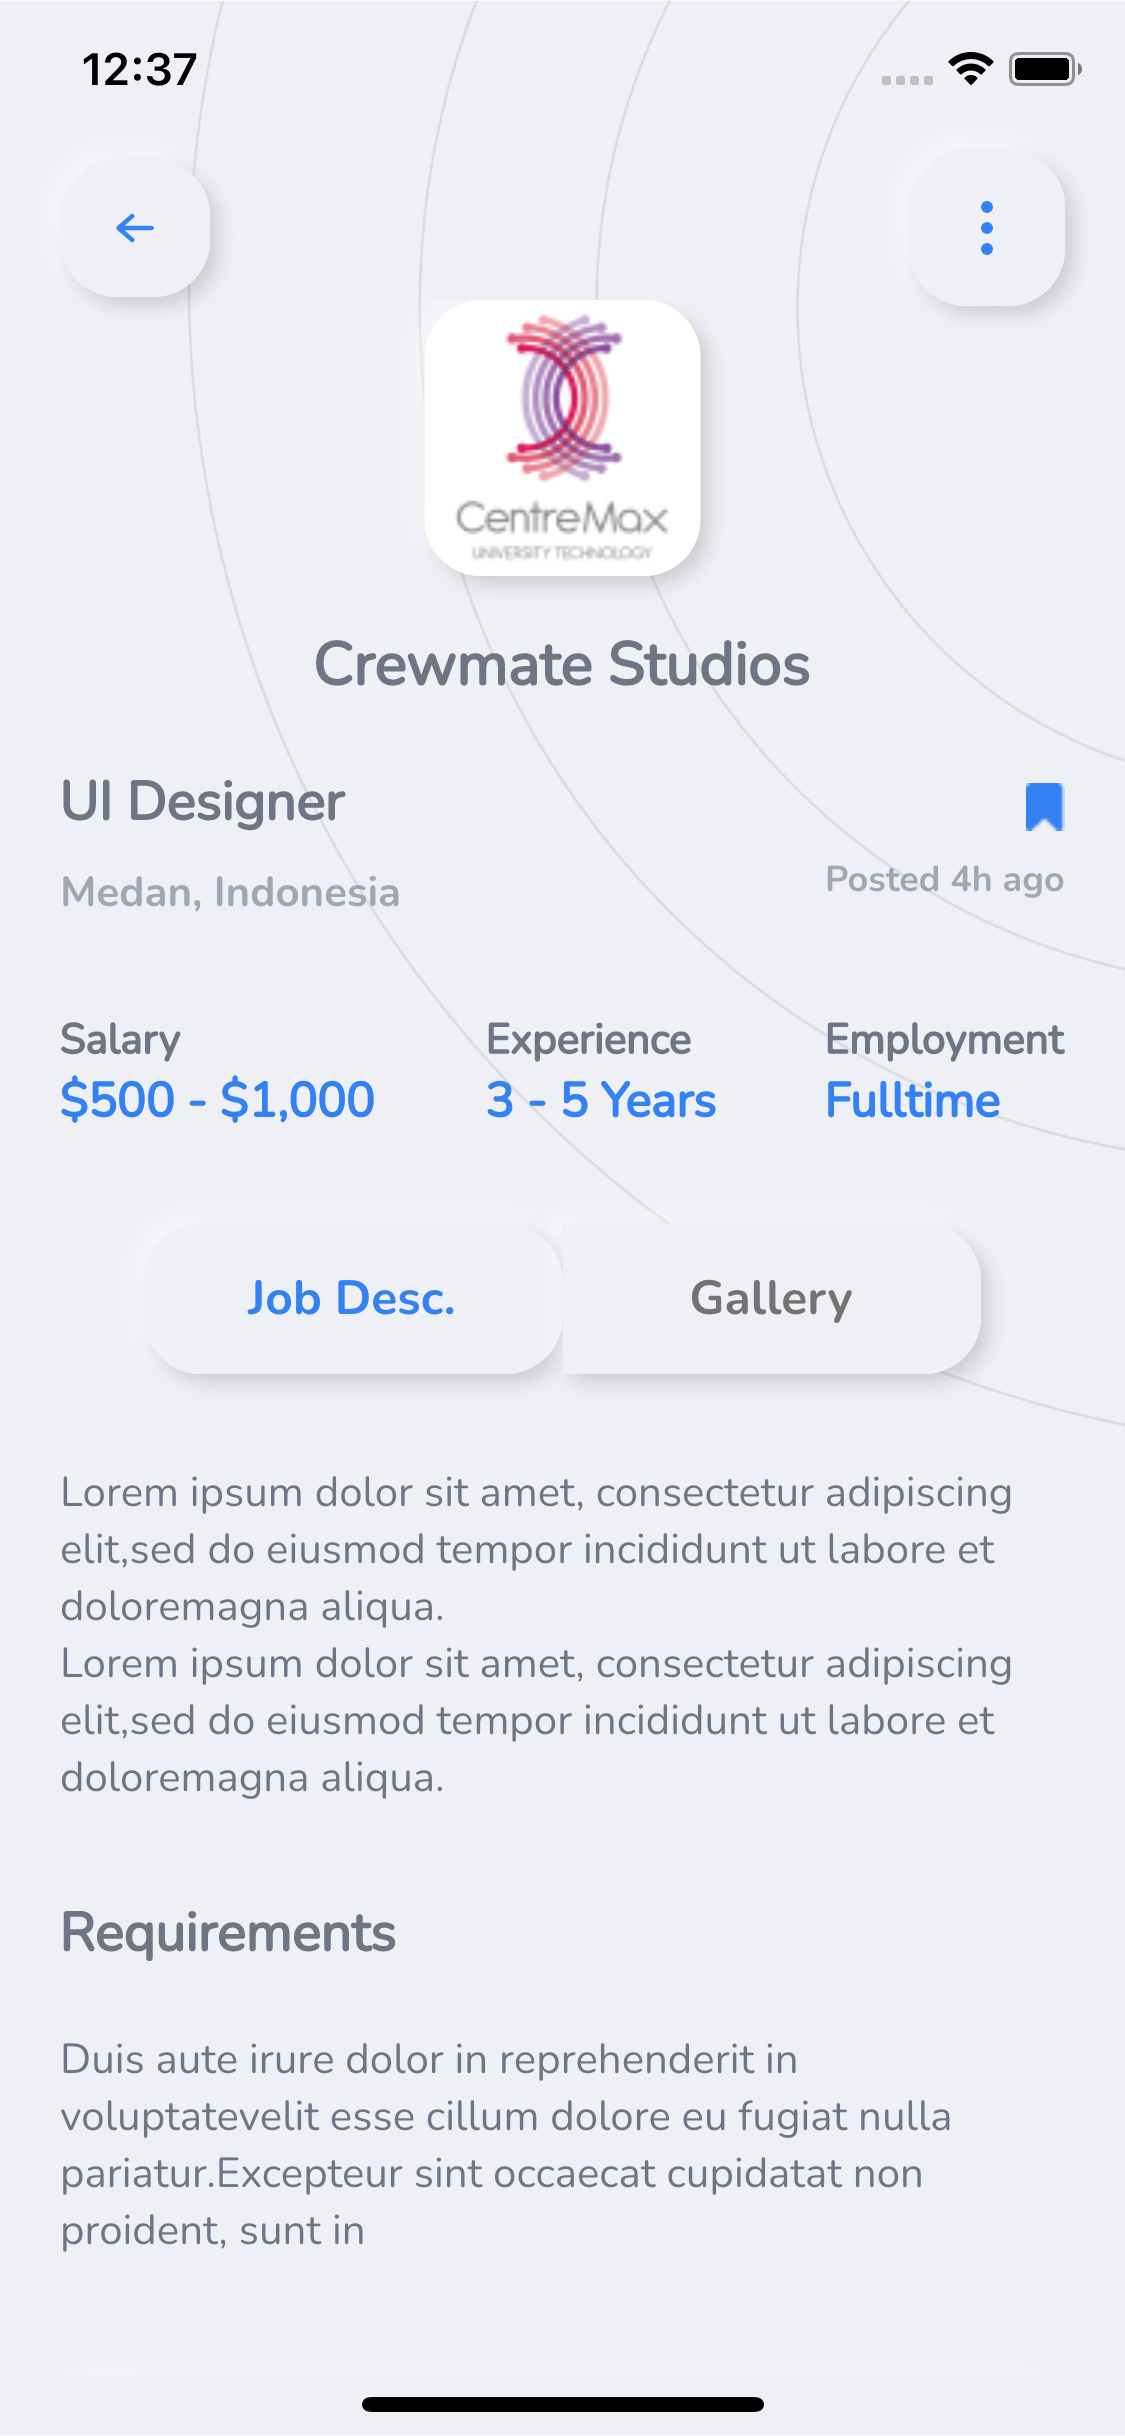 12:37
CentreMax
UNIVERSITY TECHNOLOGY
Crewmate Studios
UI Designer
Medan, Indonesia
Posted 4h ago
Salary
Experience
Employment
$500 - $1,000
3 - 5 Years
Fulltime
Job Desc.
Gallery
Lorem ipsum dolor sit amet, consectetur adipiscing
elit,sed do eiusmod tempor incididunt ut labore et
doloremagna aliqua.
Lorem ipsum dolor sit amet, consectetur adipiscing
elit,sed do eiusmod tempor incididunt ut labore et
doloremagna aliqua.
Requirements
Duis aute irure dolor in reprehenderit in
voluptatevelit esse cillum dolore eu fugiat nulla
pariatur.Excepteur sint occaecat cupidatat non
proident, sunt in